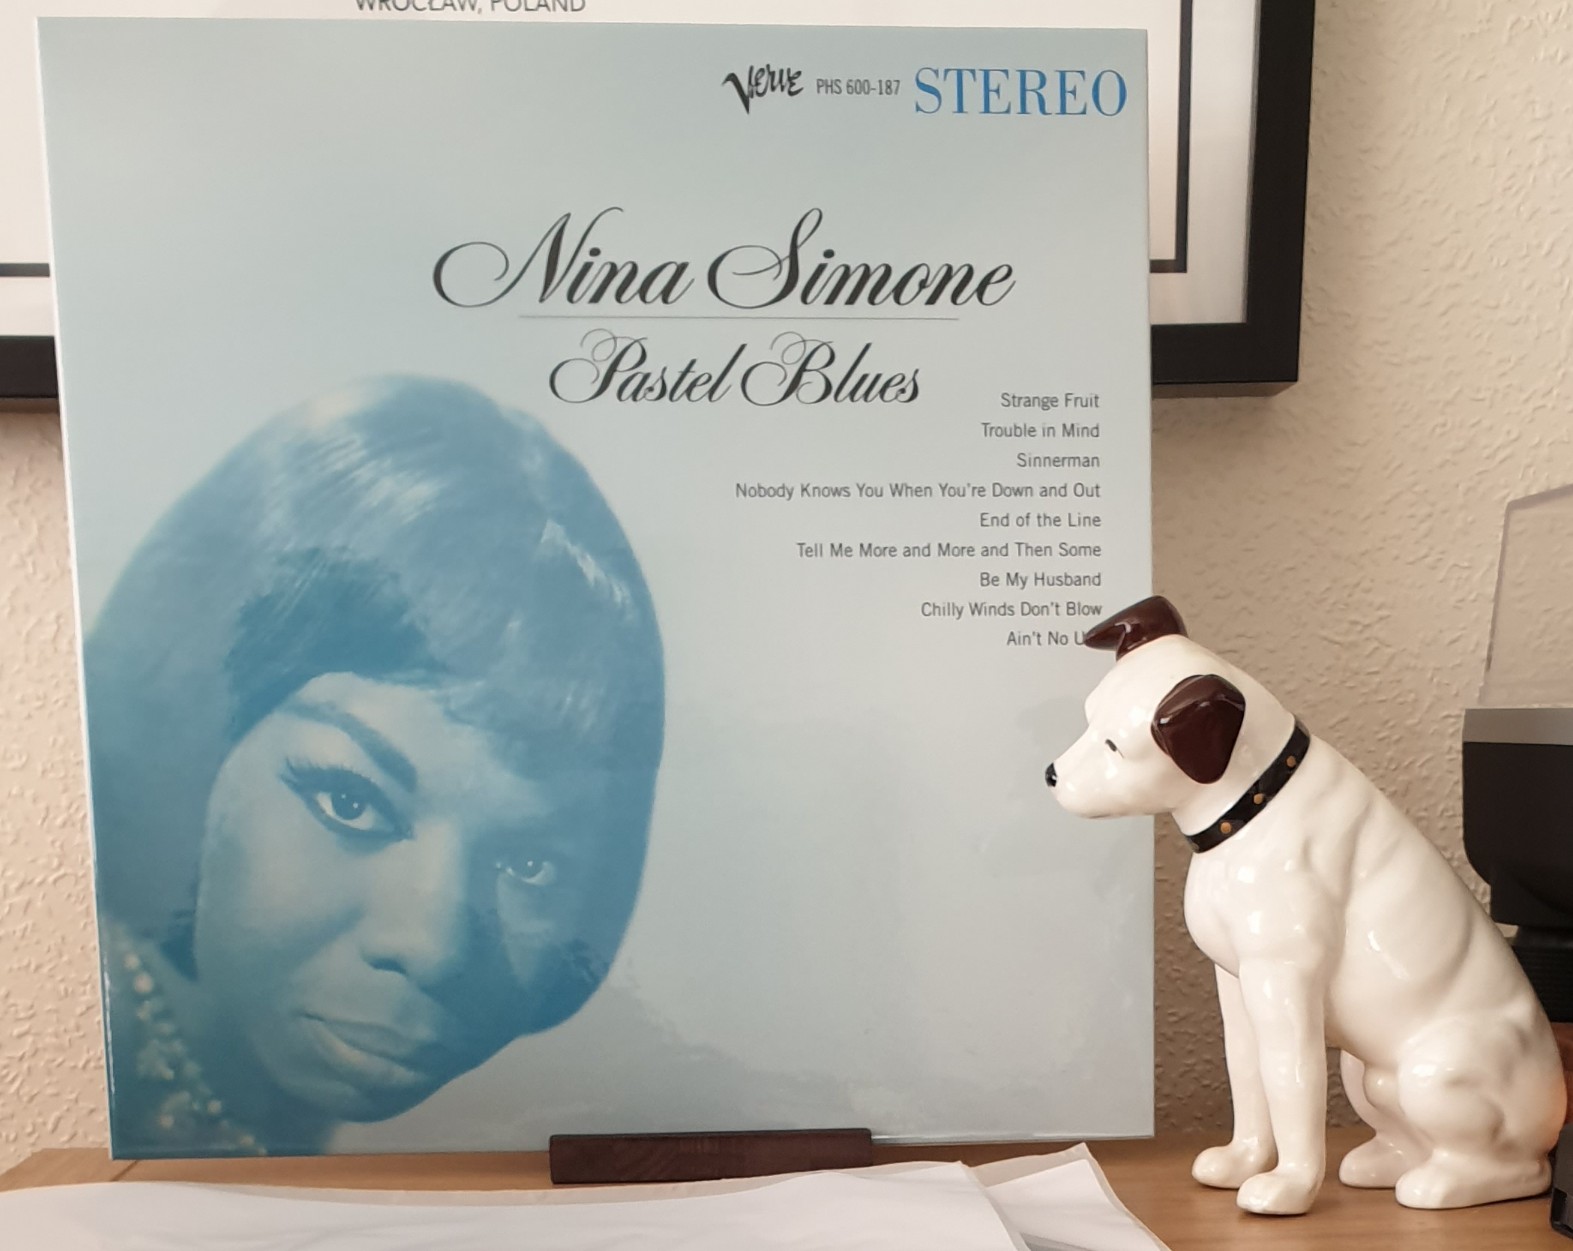 WROCŁAW, POLAND
Verve PHS 600-187 STEREO
Nina Simone
Pastel Blues
Strange Fruit
Trouble in Mind
Sinnerman
Nobody Knows You When You're Down and Out
End of the Line
Tell Me More and More and Then Some
Be My Husband
Chilly Winds Don't Blow
Ain't No